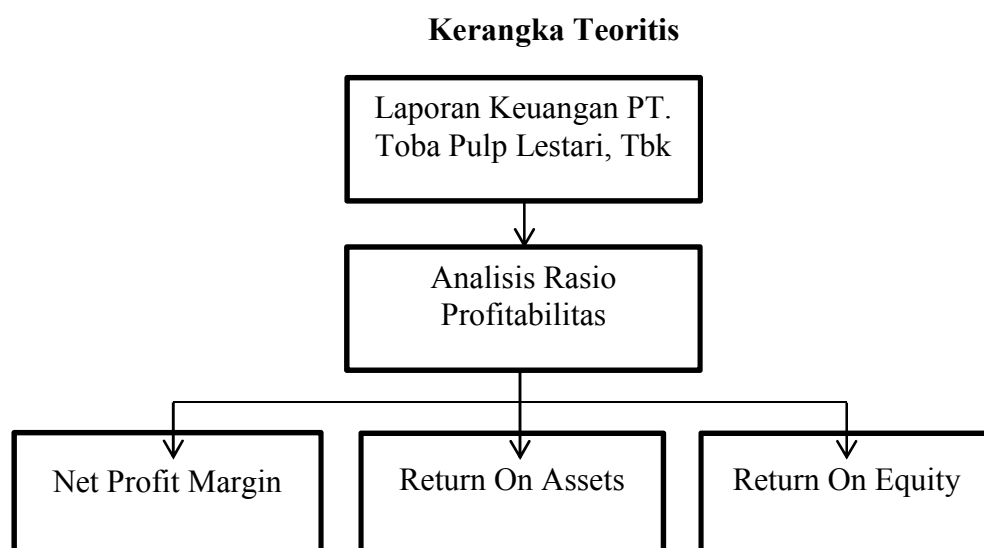 Kerangka Teoritis
Laporan Keuangan PT.
Toba Pulp Lestari, Tbk
Analisis Rasio
Profitabilitas
Net Profit Margin
Return On Assets
Return On Equity